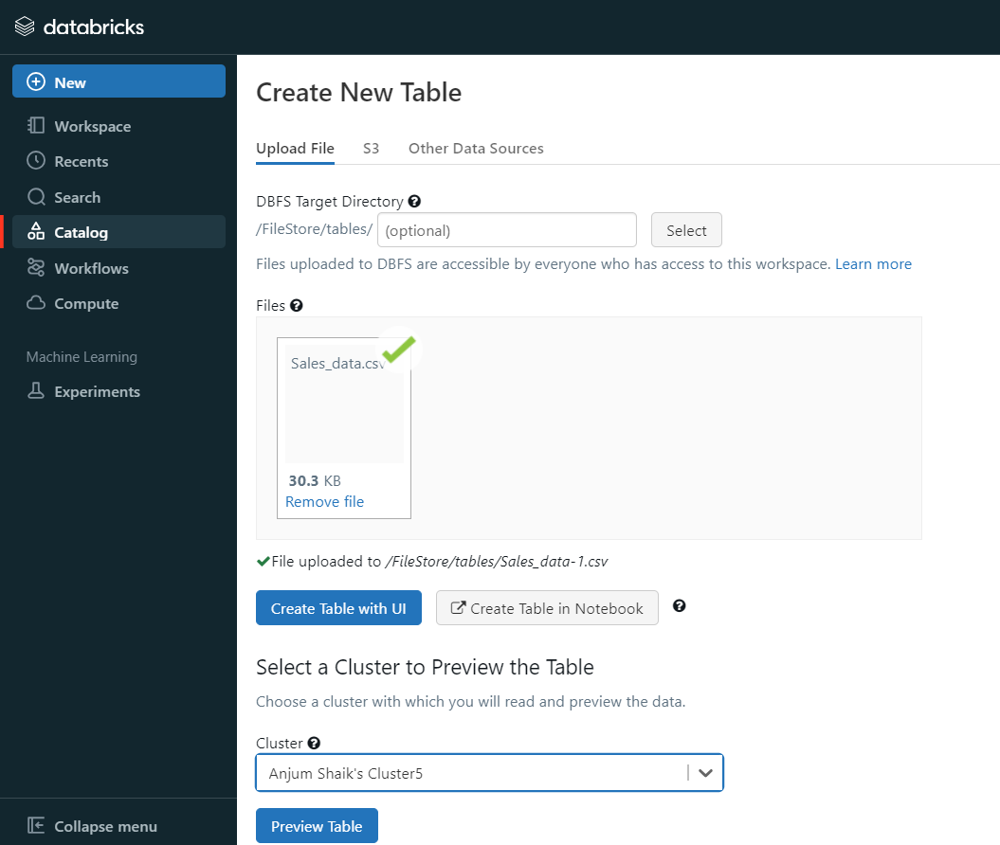 databricks
New
Workspace
Recents
Search
Catalog
Workflows
Compute
Machine Learning
Experiments
Collapse menu
Create New Table
Upload File S3 Other Data Sources
DBFS Target Directory ?
/FileStore/tables/ (optional) Select
Files uploaded to DBFS are accessible by everyone who has access to this workspace. Learn more
Files ?
Sales_data.csv
30.3 KB
Remove file
File uploaded to /FileStore/tables/Sales_data-1.csv
Create Table with UI Create Table in Notebook ?
Select a Cluster to Preview the Table
Choose a cluster with which you will read and preview the data.
Cluster ?
Anjum Shaik's Cluster5
Preview Table